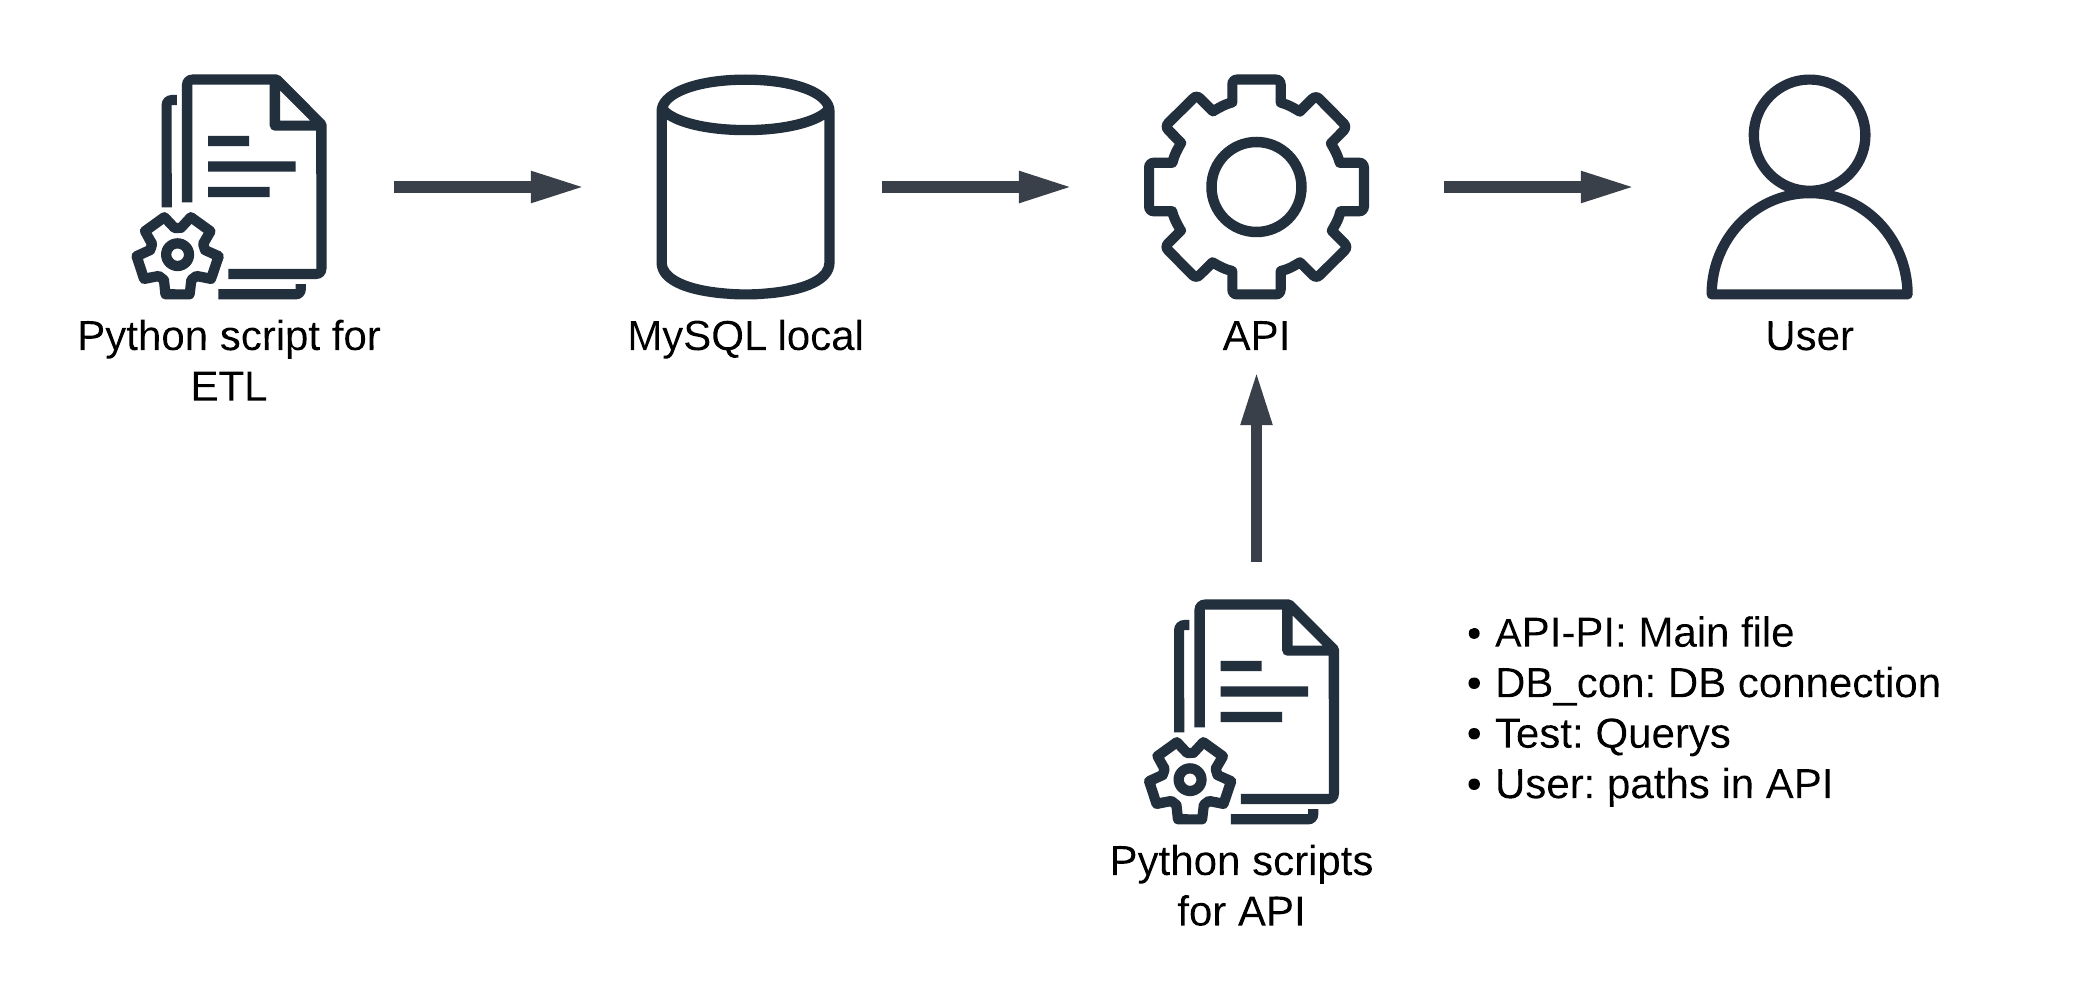 Python script for
ETL
MySQL local
API
User
• API-PI: Main file
• DB_con: DB connection
• Test: Querys
• User: paths in API
Python scripts
for API